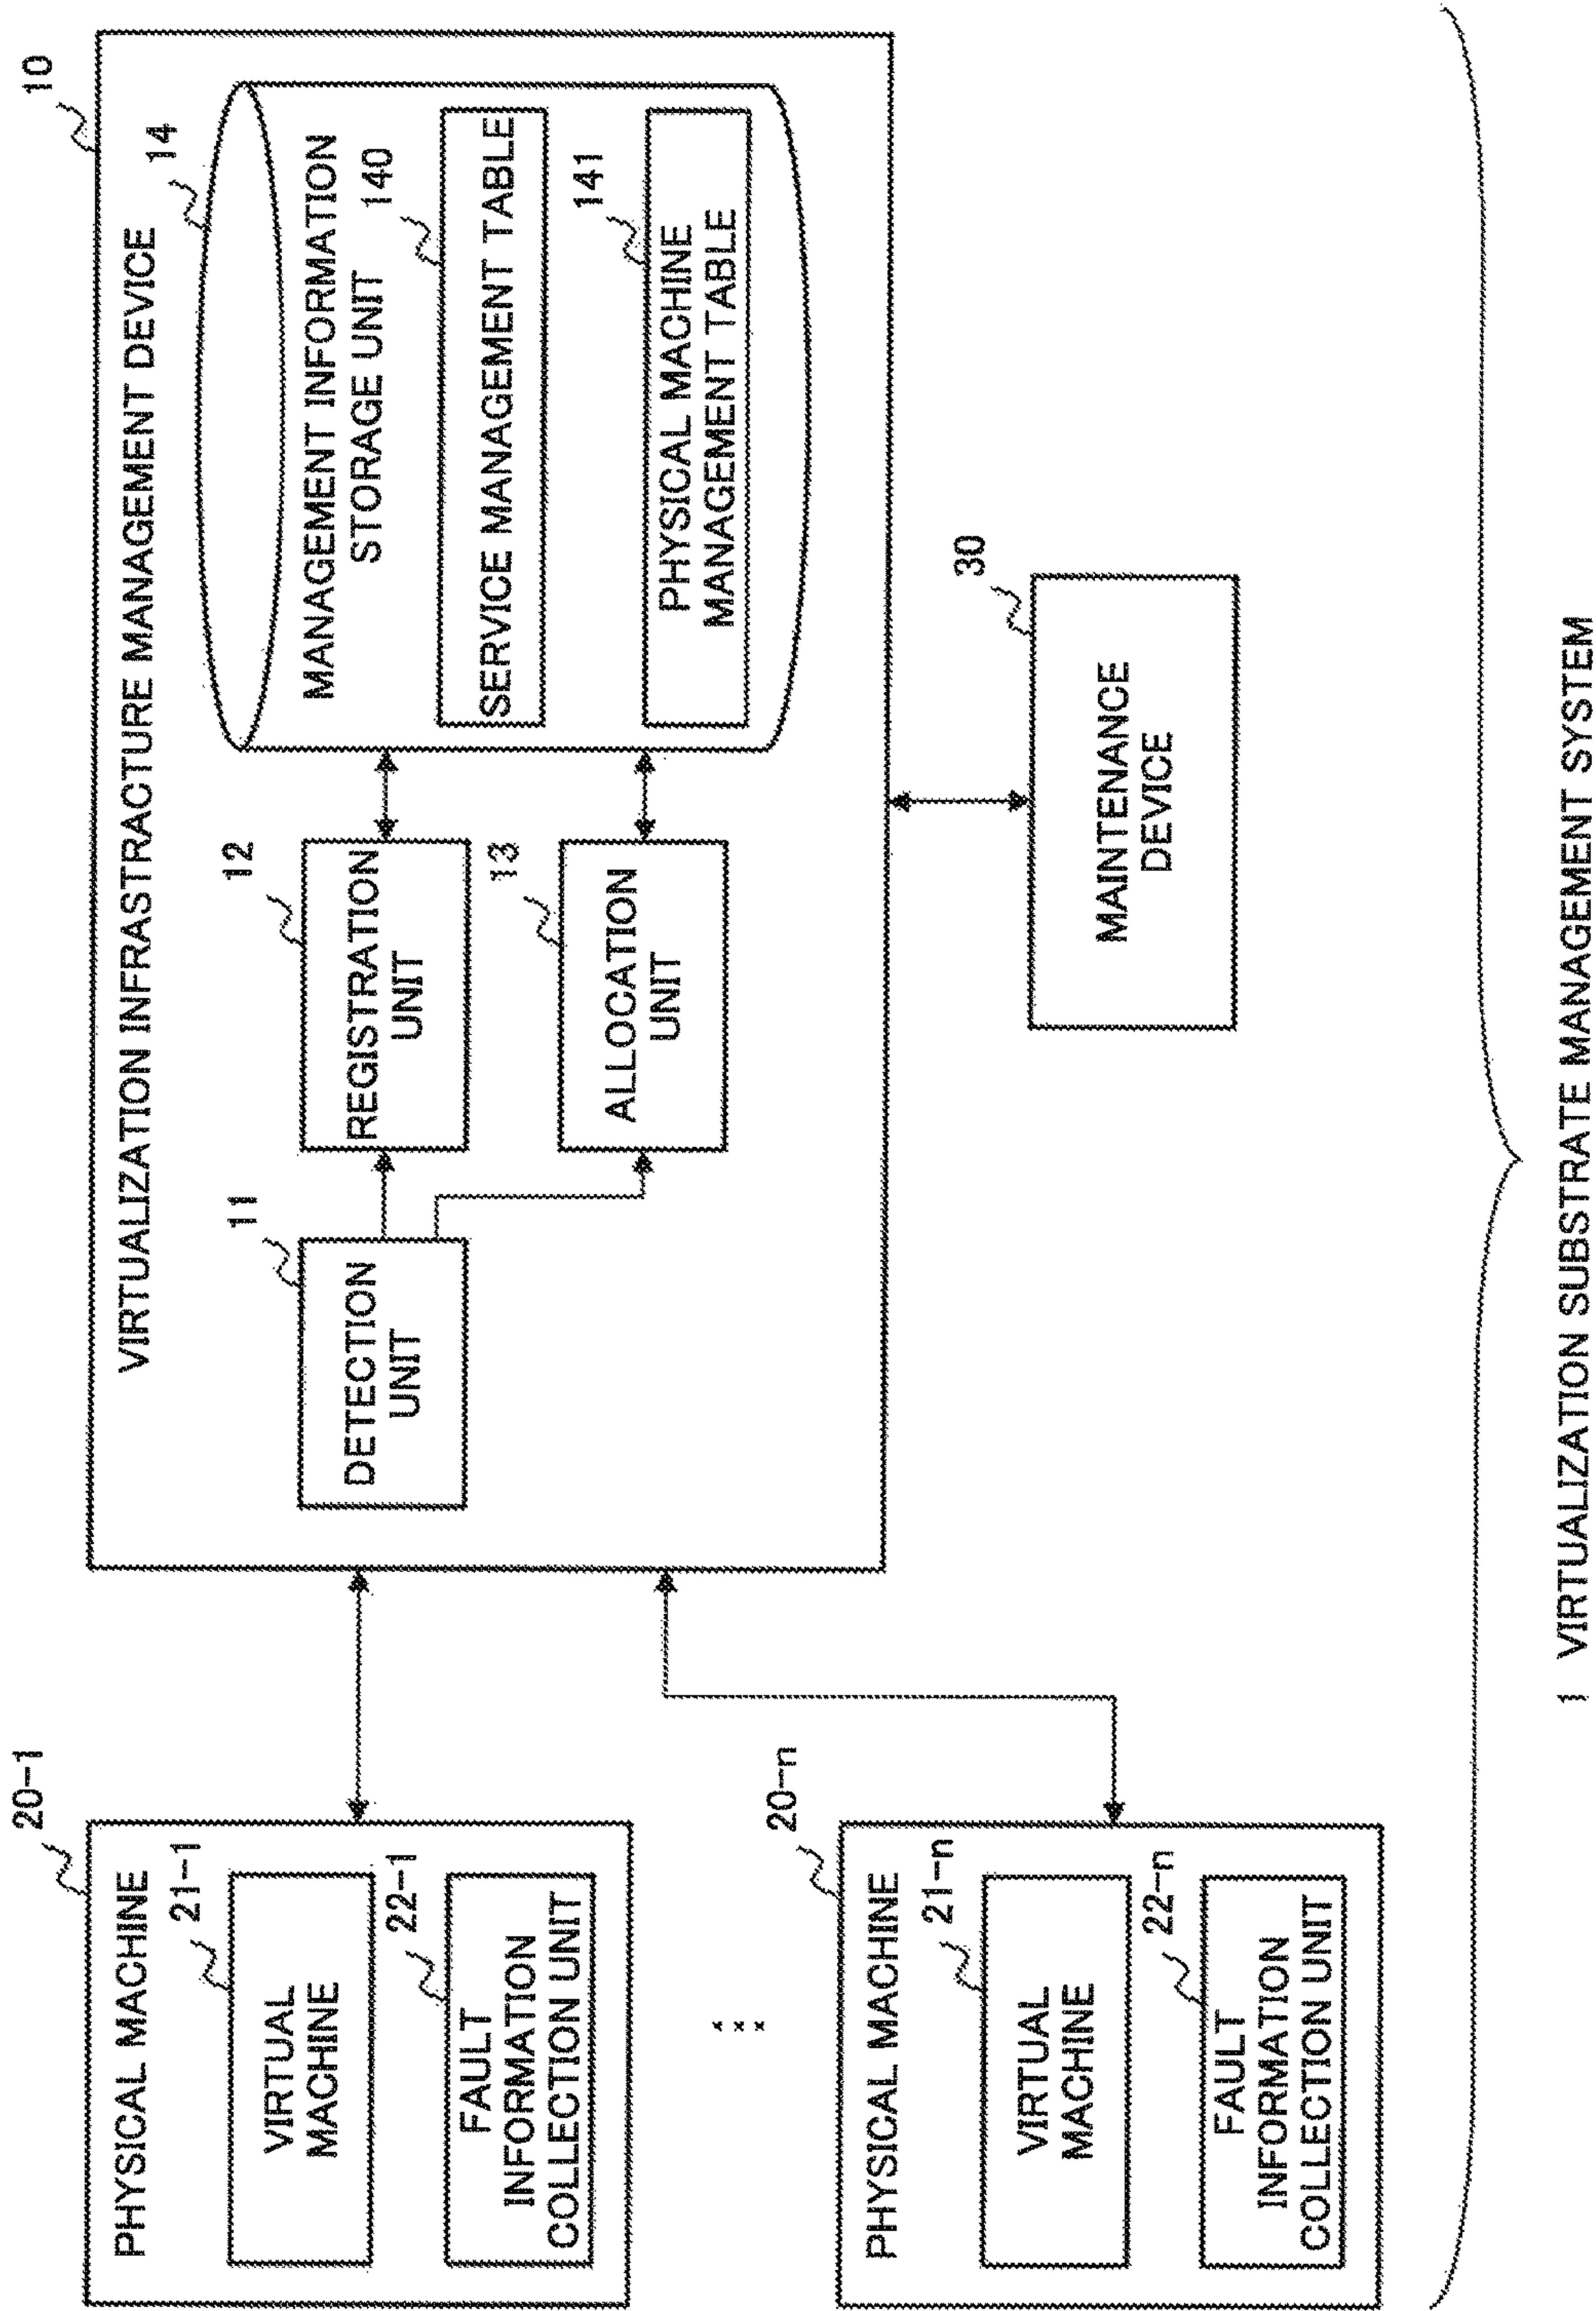 20-1
PHYSICAL MACHINE
21-1
VIRTUAL
MACHINE
22-1
FAULT
INFORMATION
COLLECTION UNIT
20-n
PHYSICAL MACHINE
21-n
VIRTUAL
MACHINE
22-n
FAULT
INFORMATION
COLLECTION UNIT
10
VIRTUALIZATION INFRASTRACTURE MANAGEMENT DEVICE
11
DETECTION
UNIT
12
REGISTRATION
UNIT
13
ALLOCATION
UNIT
14
MANAGEMENT INFORMATION
STORAGE UNIT
140
SERVICE MANAGEMENT TABLE
141
PHYSICAL MACHINE
MANAGEMENT TABLE
30
MAINTENANCE
DEVICE
1 VIRTUALIZATION SUBSTRATE MANAGEMENT SYSTEM